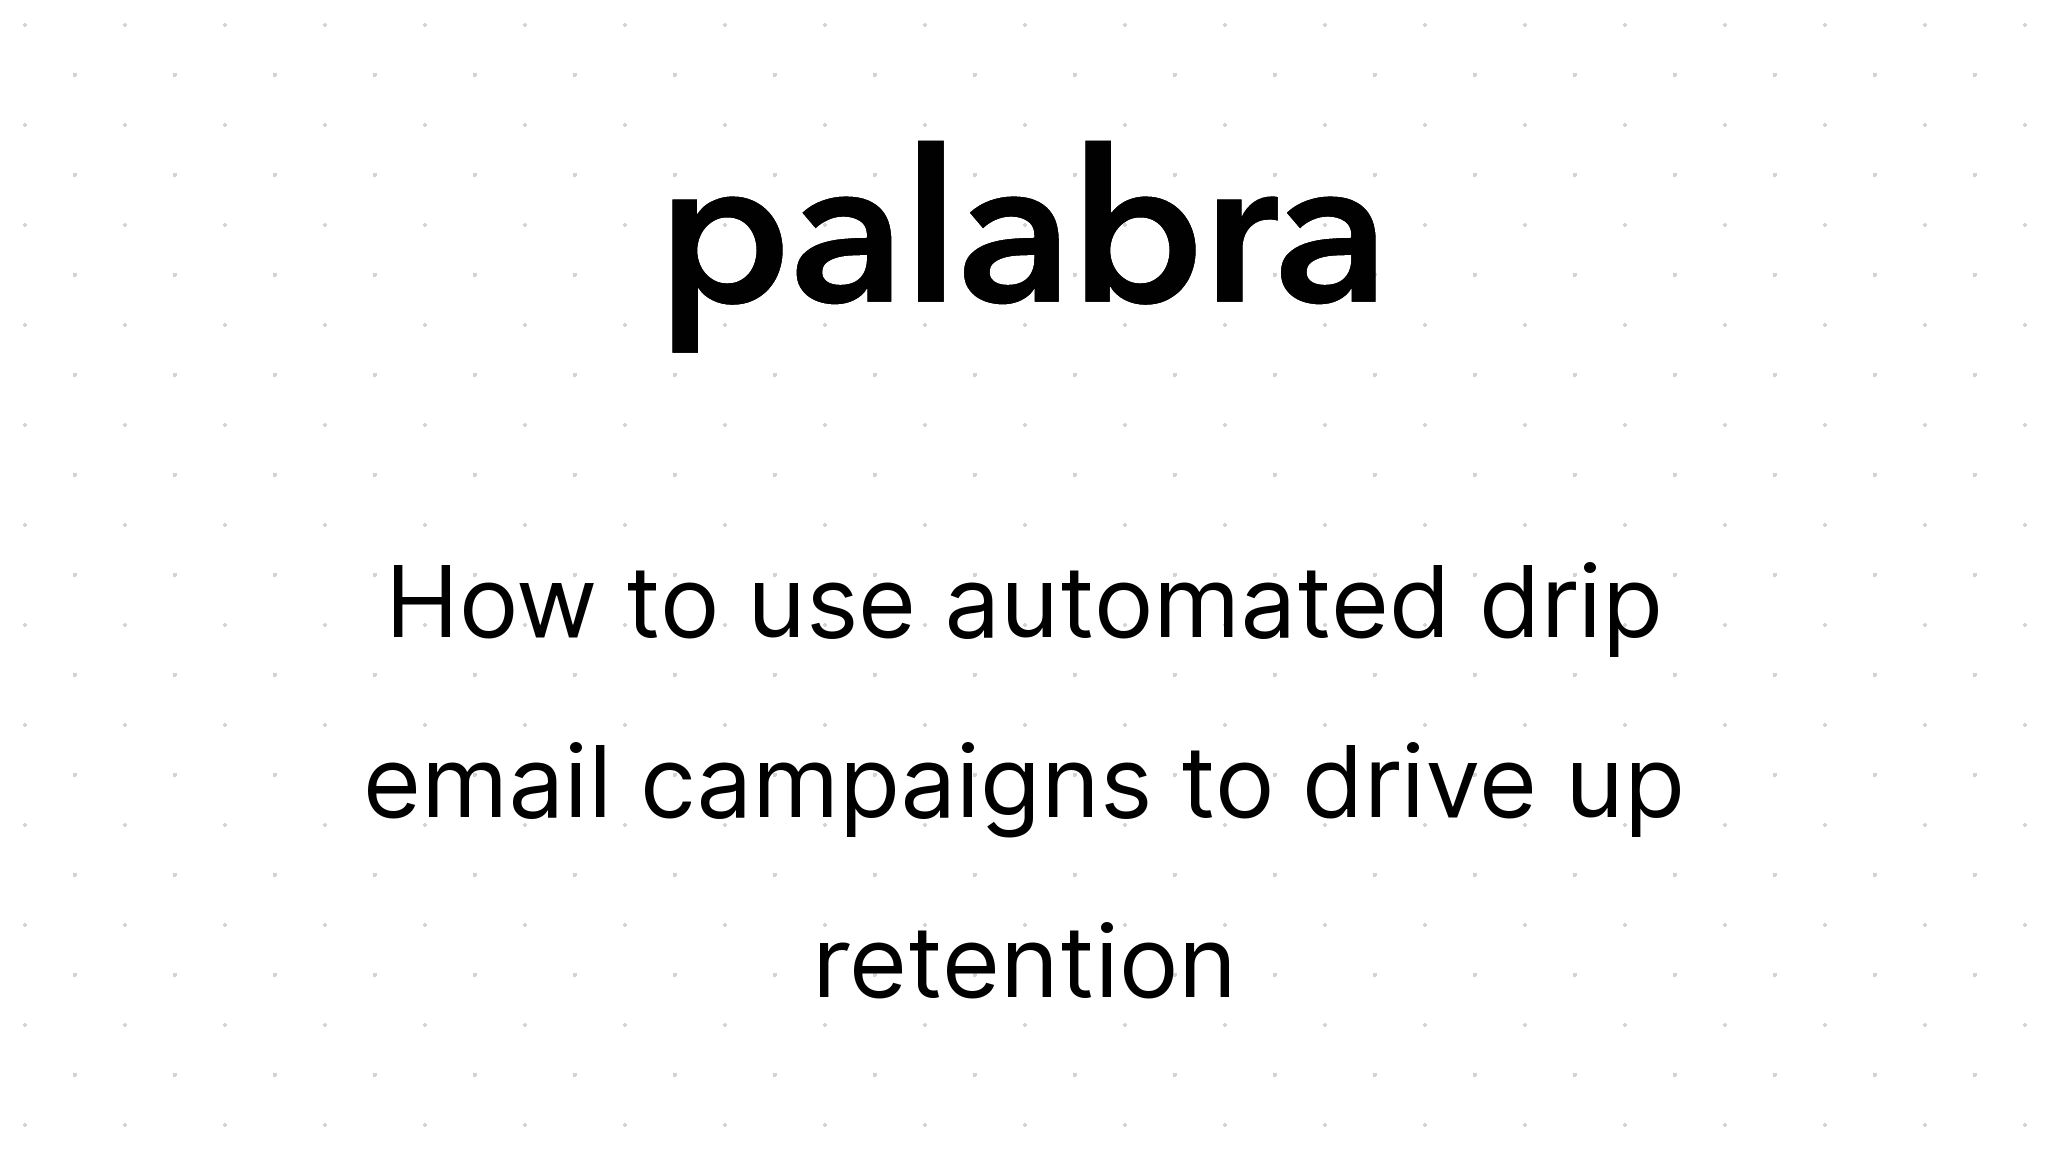 palabra
How to use automated drip
email campaigns to drive up
retention